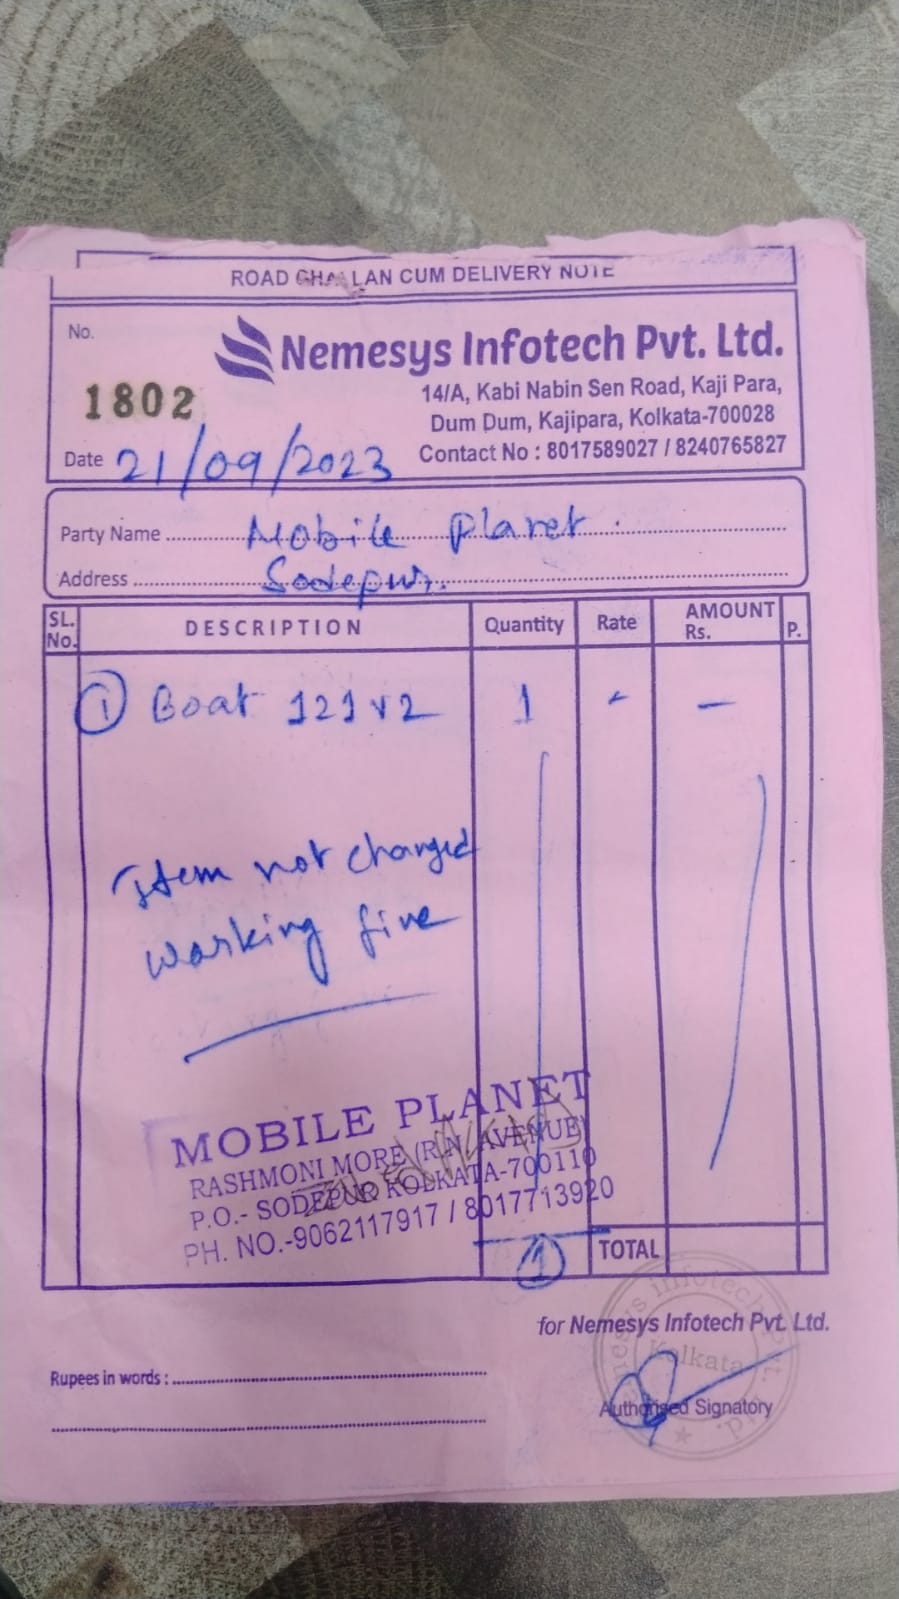 ROAD CHALLAN CUM DELIVERY NOTE
No.
1802
Nemesys Infotech Pvt. Ltd.
14/A, Kabi Nabin Sen Road, Kaji Para,
Dum Dum, Kajipara, Kolkata-700028
Contact No : 8017589027 / 8240765827
Date 21/09/2023
Party Name Mobile Planet
Address Sodepur.
SL. No. DESCRIPTION Quantity Rate AMOUNT Rs. P.
① Boat 121 v2 1 - -
Item not changed
working fine
MOBILE PLANET
RASHMONI MORE (R.N. AVENUE)
P.O.- SODEPUR KOLKATA-700110
PH. NO.-9062117917 / 8017713920
① TOTAL
for Nemesys Infotech Pvt. Ltd.
Nemesys Infotech Pvt. Ltd.
Kolkata
Rupees in words :
Authorised Signatory